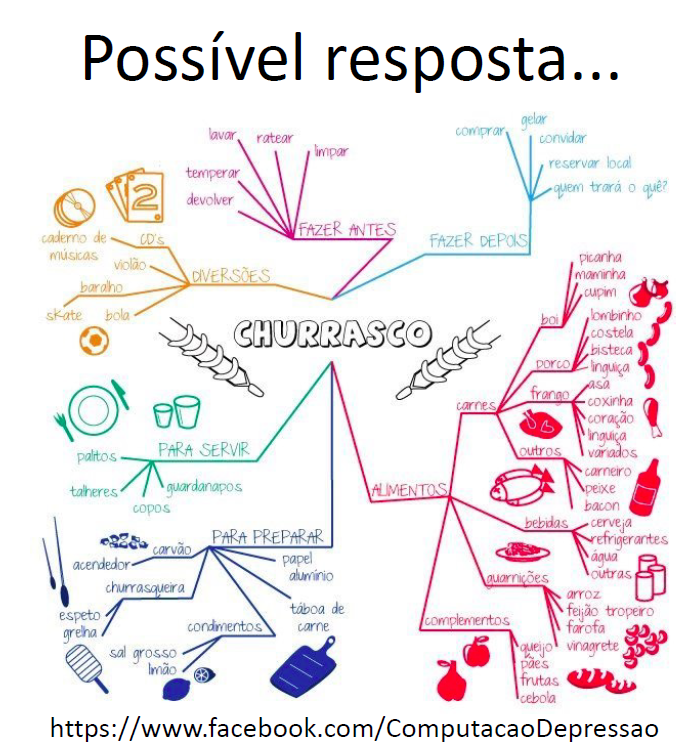 Possível resposta...
lavar
ratear
limpar
temperar
devolver
FAZER ANTES
gelar
comprar
convidar
reservar local
quem trará o quê?
FAZER DEPOIS
2
caderno de
músicas
CD's
violão
DIVERSÕES
baralho
skate
bola
CHURRASCO
picanha
maminha
cupim
boi
lombinho
costela
bisteca
linguiça
porco
carnes
frango
asa
coxinha
coração
linguiça
variados
outros
carneiro
peixe
bacon
ALIMENTOS
bebidas
cerveja
refrigerantes
água
outras
guarnições
arroz
feijão tropeiro
farofa
vinagrete
complementos
queijo
pães
frutas
cebola
PARA SERVIR
palitos
talheres
guardanapos
copos
PARA PREPARAR
carvão
acendedor
papel
alumínio
churrasqueira
espeto
grelha
tábоa de
carne
condimentos
sal grosso
limão
https://www.facebook.com/ComputacaoDepressao